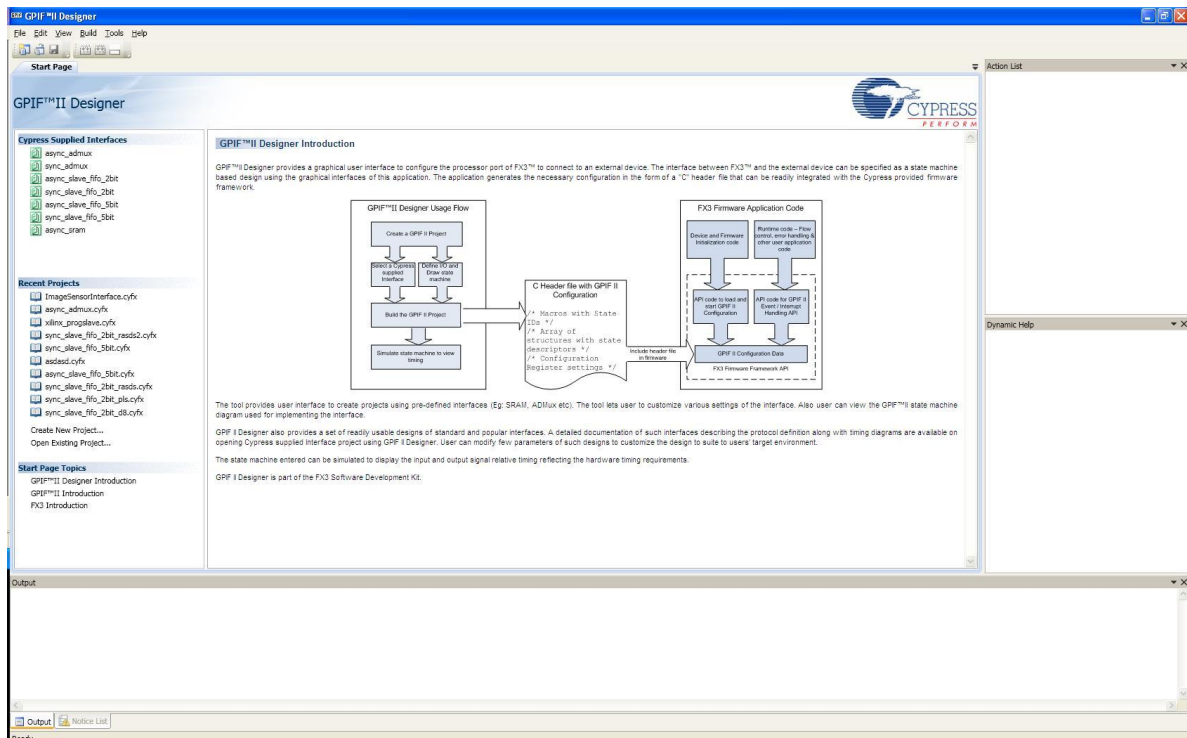 GPIF™II Designer
File Edit View Build Tools Help
Start Page
GPIF™II Designer
CYPRESS
PERFORM
Cypress Supplied Interfaces
async_admux
sync_admux
async_slave_fifo_2bit
sync_slave_fifo_2bit
async_slave_fifo_5bit
sync_slave_fifo_5bit
async_sram
Recent Projects
ImageSensorInterface.cyfx
async_admux.cyfx
xilinx_progslave.cyfx
sync_slave_fifo_2bit_rasds2.cyfx
sync_slave_fifo_5bit.cyfx
asdasd.cyfx
async_slave_fifo_5bit.cyfx
sync_slave_fifo_2bit_rasds.cyfx
sync_slave_fifo_2bit_pls.cyfx
sync_slave_fifo_2bit_d8.cyfx
Create New Project...
Open Existing Project...
Start Page Topics
GPIF™II Designer Introduction
GPIF™II Introduction
FX3 Introduction
GPIF™II Designer Introduction
GPIF™II Designer provides a graphical user interface to configure the processor port of FX3™ to connect to an external device. The interface between FX3™ and the external device can be specified as a state machine
based design using the graphical interfaces of this application. The application generates the necessary configuration in the form of a "C" header file that can be readily integrated with the Cypress provided firmware
framework.
GPIF™II Designer Usage Flow
Create a GPIF II Project
Select a Cypress
supplied
Interface
Define I/O and
Draw state
machine
Build the GPIF II Project
Simulate state machine to view
timing
C Header file with GPIF II
Configuration
/* Macros with State
IDs */
/* Array of
structures with state
descriptors */
/* Configuration
Register settings */
Include header file
in firmware
FX3 Firmware Application Code
Device and Firmware
Initialization code
Runtime code – Flow
control, error handling &
other user application
code
API code to load and
start GPIF II
Configuration
API code for GPIF II
Event / Interrupt
Handling API
GPIF II Configuration Data
FX3 Firmware Framework API
The tool provides user interface to create projects using pre-defined interfaces (Eg: SRAM, ADMux etc). The tool lets user to customize various settings of the interface. Also user can view the GPIF™II state machine
diagram used for implementing the interface.
GPIF II Designer also provides a set of readily usable designs of standard and popular interfaces. A detailed documentation of such interfaces describing the protocol definition along with timing diagrams are available on
opening Cypress supplied interface project using GPIF II Designer. User can modify few parameters of such designs to customize the design to suite to users' target environment.
The state machine entered can be simulated to display the input and output signal relative timing reflecting the hardware timing requirements.
GPIF II Designer is part of the FX3 Software Development Kit.
Action List
Dynamic Help
Output
Output Notice List
Ready